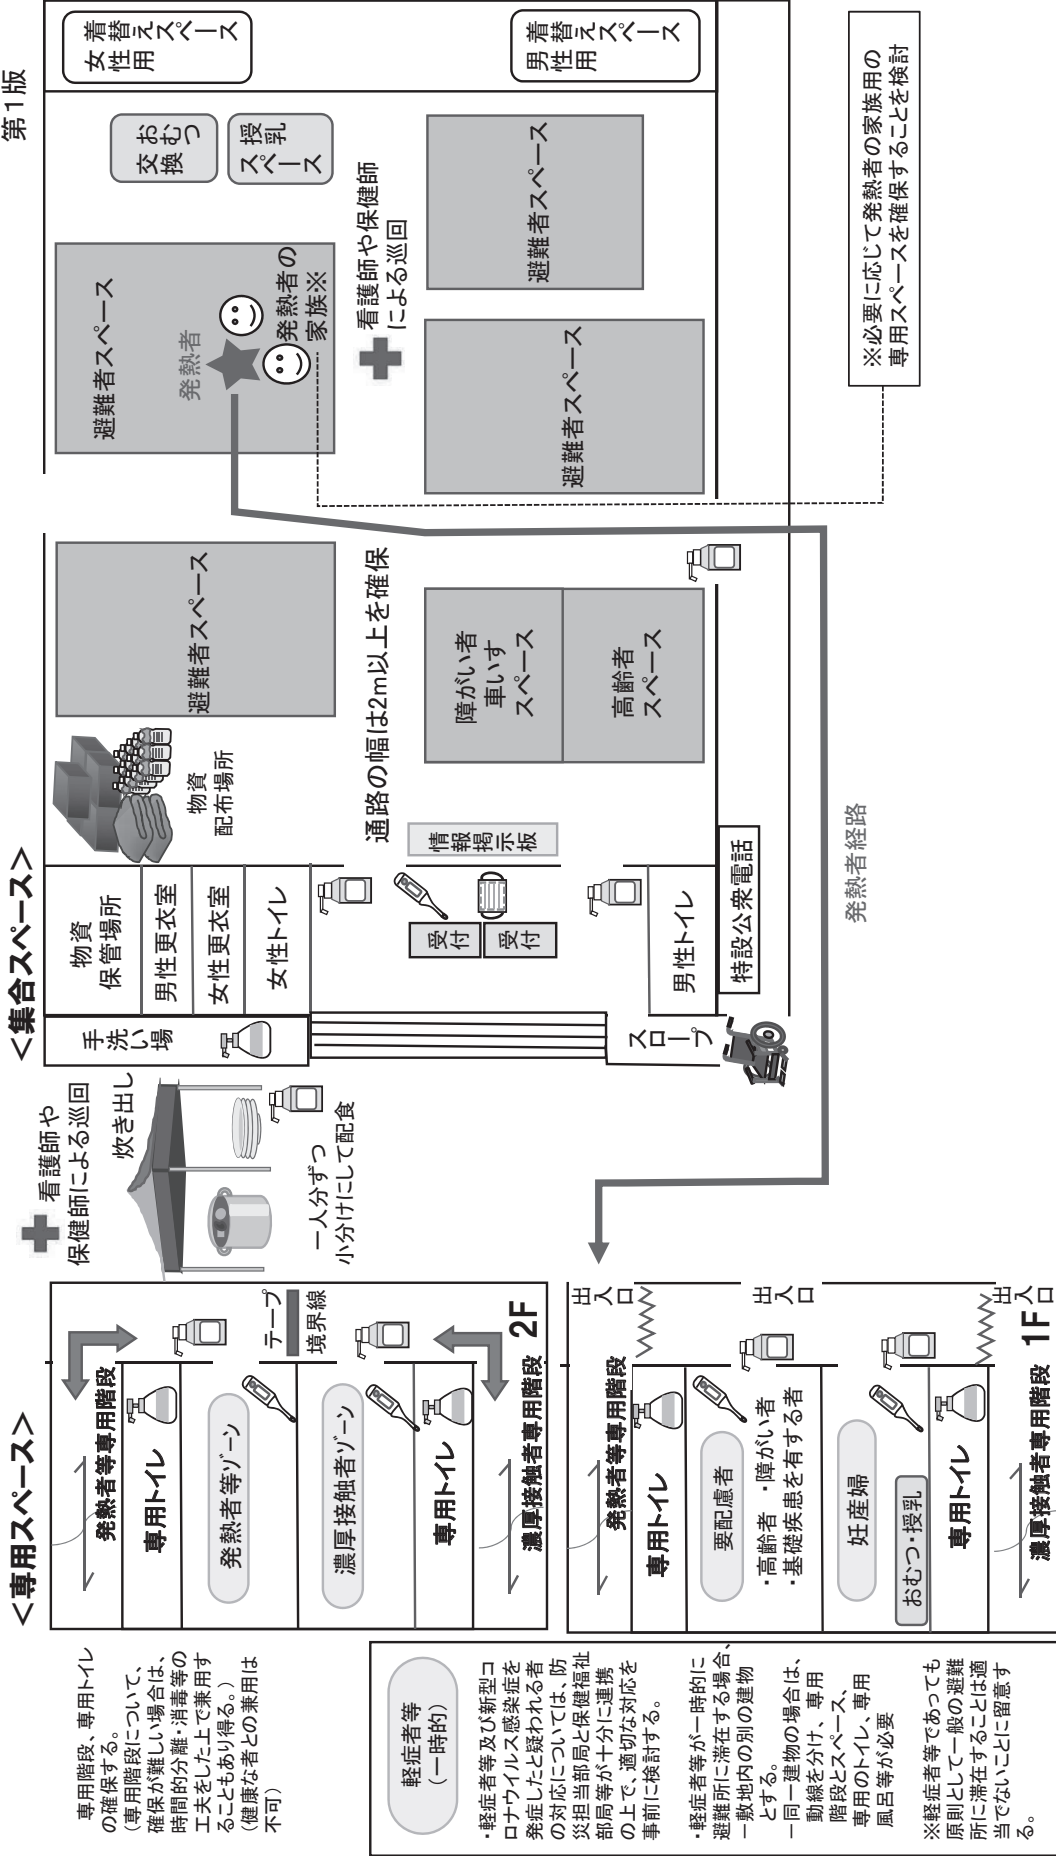 第1版
<専用スペース>
<集合スペース>
専用階段、専用トイレ
の確保する。
(専用階段について、
確保が難しい場合は、
時間的分離・消毒等の
工夫をした上で兼用す
ることもあり得る。)
(健康な者との兼用は
不可)
発熱者等専用階段
専用トイレ
発熱者等ゾーン
濃厚接触者ゾーン
専用トイレ
濃厚接触者専用階段
テープ
境界線
2F
軽症者等
(一時的)
・軽症者等及び新型コ
ロナウイルス感染症を
発症したと疑われる者
の対応については、防
災担当部局と保健福祉
部局等が十分に連携
の上で、適切な対応を
事前に検討する。
・軽症者等が一時的に
避難所に滞在する場合、
ー敷地内の別の建物
とする。
ー同一建物の場合は、
動線を分け、専用
階段とスペース、
専用のトイレ、専用
風呂等が必要
※軽症者等であっても
原則として一般の避難
所に滞在することは適
当でないことに留意す
る。
発熱者等専用階段
専用トイレ
要配慮者
・高齢者 ・障がい者
・基礎疾患を有する者
妊産婦
おむつ・授乳
専用トイレ
濃厚接触者専用階段
出入口
出入口
出入口
1F
看護師や
保健師による巡回
炊き出し
一人分ずつ
小分けにして配食
手洗い場
スロープ
物資
保管場所
男性更衣室
女性更衣室
女性トイレ
受付
受付
男性トイレ
特設公衆電話
物資
配布場所
情報掲示板
通路の幅は2m以上を確保
避難者スペース
障がい者
車いす
スペース
高齢者
スペース
発熱者経路
避難者スペース
発熱者
発熱者の
家族※
看護師や保健師
による巡回
避難者スペース
避難者スペース
おむつ
交換
授乳
スペース
女性用
着替えスペース
男性用
着替えスペース
※必要に応じて発熱者の家族用の
専用スペースを確保することを検討